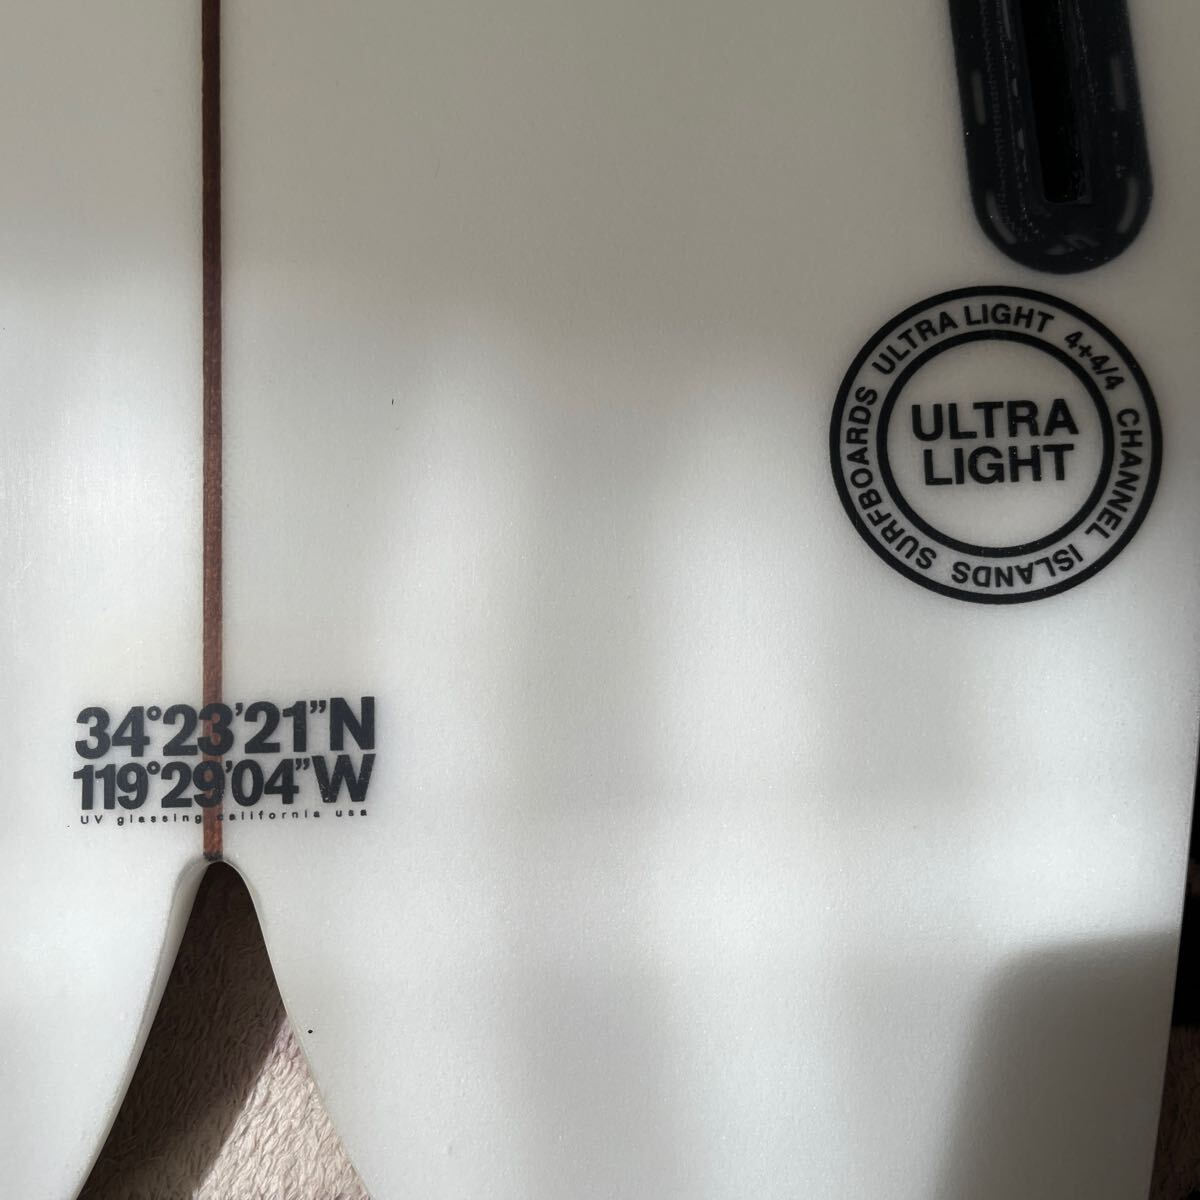 ULTRA LIGHT 4+4/4 CHANNEL ISLANDS SURFBOARDS
ULTRA
LIGHT
34°23’21”N
119°29’04”W
UV glassing california usa